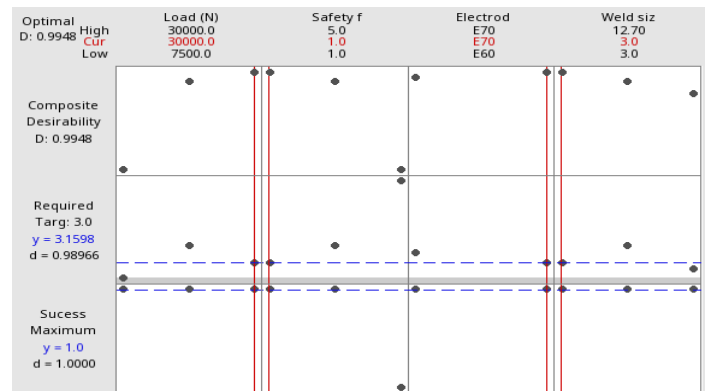 Optimal
D: 0.9948
High
Cur
Low
Load (N)
30000.0
30000.0
7500.0
Safety f
5.0
1.0
1.0
Electrod
E70
E70
E60
Weld siz
12.70
3.0
3.0
Composite
Desirability
D: 0.9948
Required
Targ: 3.0
y = 3.1598
d = 0.98966
Sucess
Maximum
y = 1.0
d = 1.0000